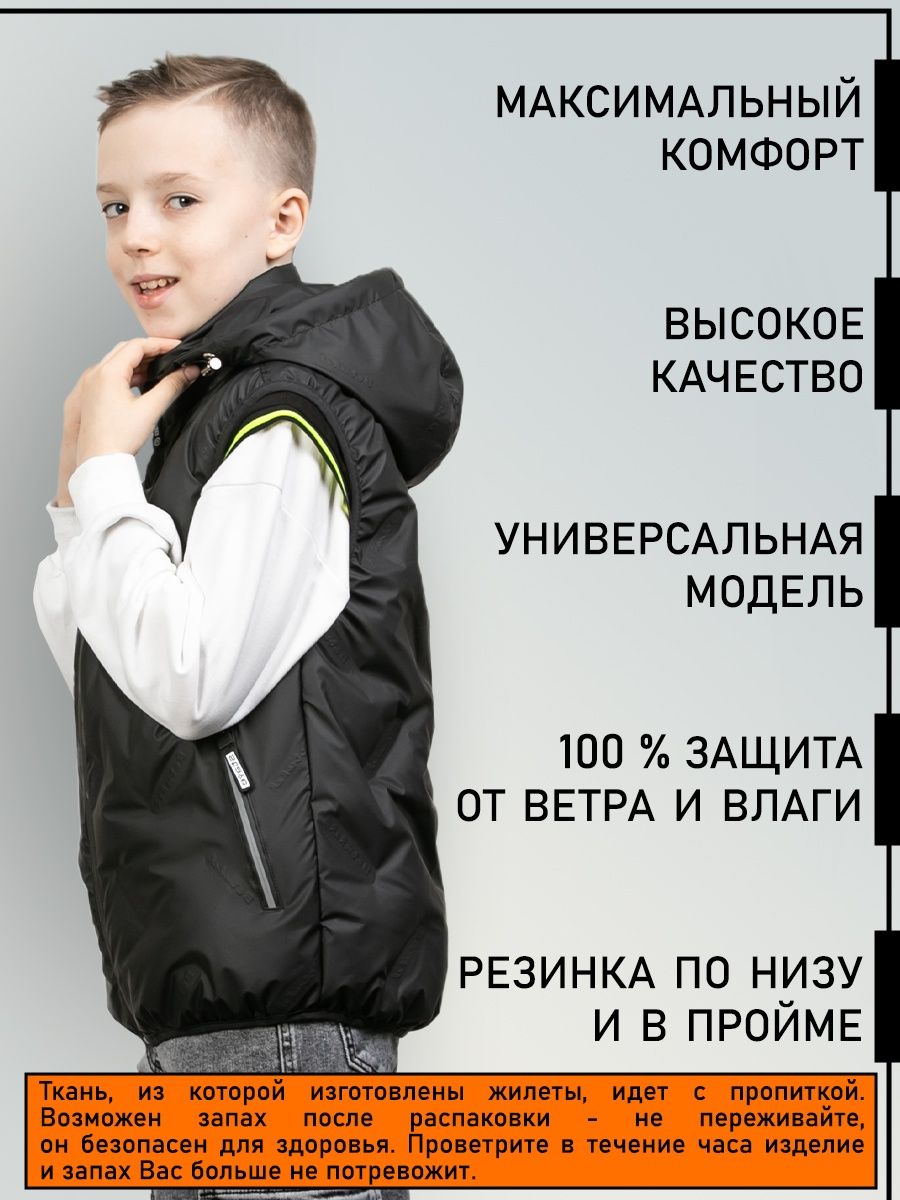 МАКСИМАЛЬНЫЙ
КОМФОРТ
ВЫСОКОЕ
КАЧЕСТВО
УНИВЕРСАЛЬНАЯ
МОДЕЛЬ
100 % ЗАЩИТА
ОТ ВЕТРА И ВЛАГИ
РЕЗИНКА ПО НИЗУ
И В ПРОЙМЕ
Ткань, из которой изготовлены жилеты, идет с пропиткой.
Возможен запах после распаковки - не переживайте,
он безопасен для здоровья. Проветрите в течение часа изделие
и запах Вас больше не потревожит.